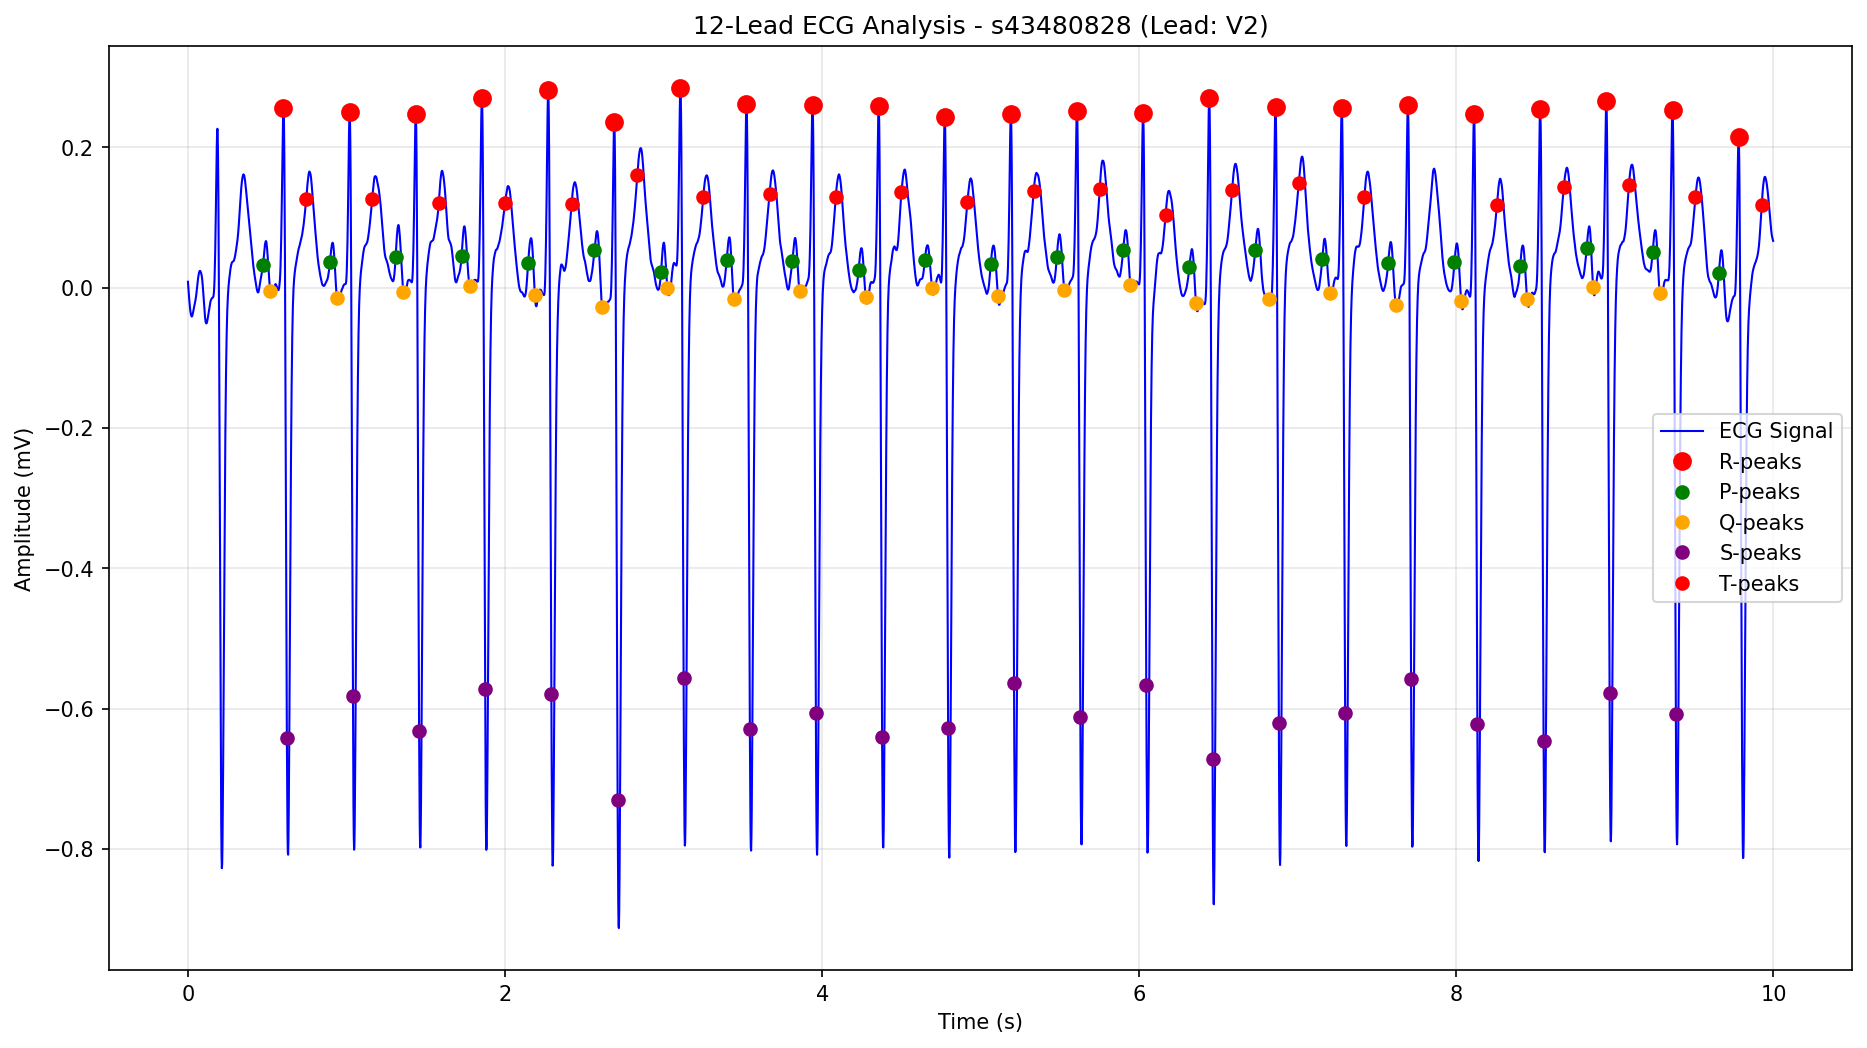 12-Lead ECG Analysis - s43480828 (Lead: V2)
0.2
0.0
−0.2
−0.4
−0.6
−0.8
Amplitude (mV)
ECG Signal
R-peaks
P-peaks
Q-peaks
S-peaks
T-peaks
0 2 4 6 8 10
Time (s)